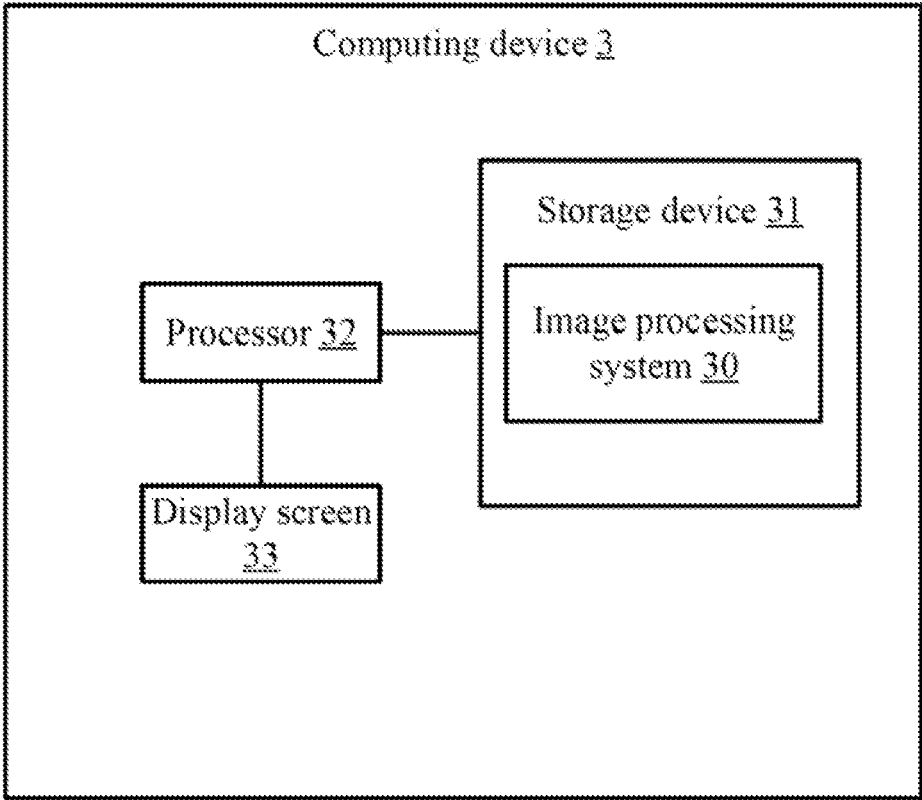 Computing device 3
Storage device 31
Image processing
system 30
Processor 32
Display screen
33